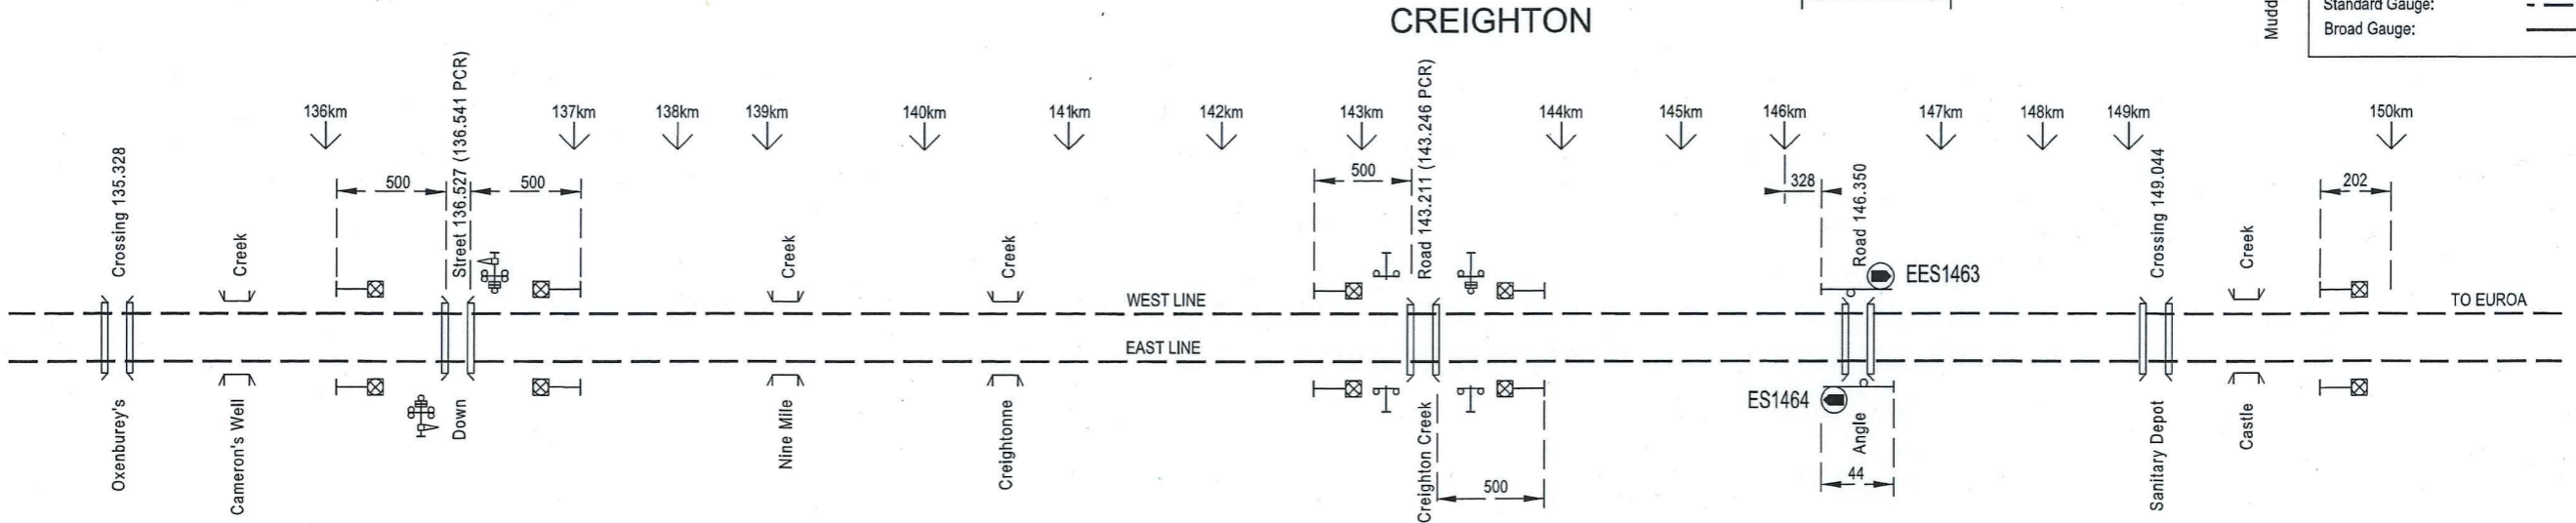 CREIGHTON
Mudd
Standard Gauge:
Broad Gauge:
136km
137km
138km
139km
140km
141km
142km
143km
144km
145km
146km
147km
148km
149km
150km
Oxenburey's Crossing 135.328
Cameron's Well Creek
500
Down Street 136.527 (136.541 PCR)
500
Nine Mile Creek
Creightonne Creek
WEST LINE
EAST LINE
500
Creighton Creek Road 143.211 (143.246 PCR)
500
328
Angle Road 146.350
EES1463
ES1464
44
Sanitary Depot Crossing 149.044
Castle Creek
202
TO EUROA